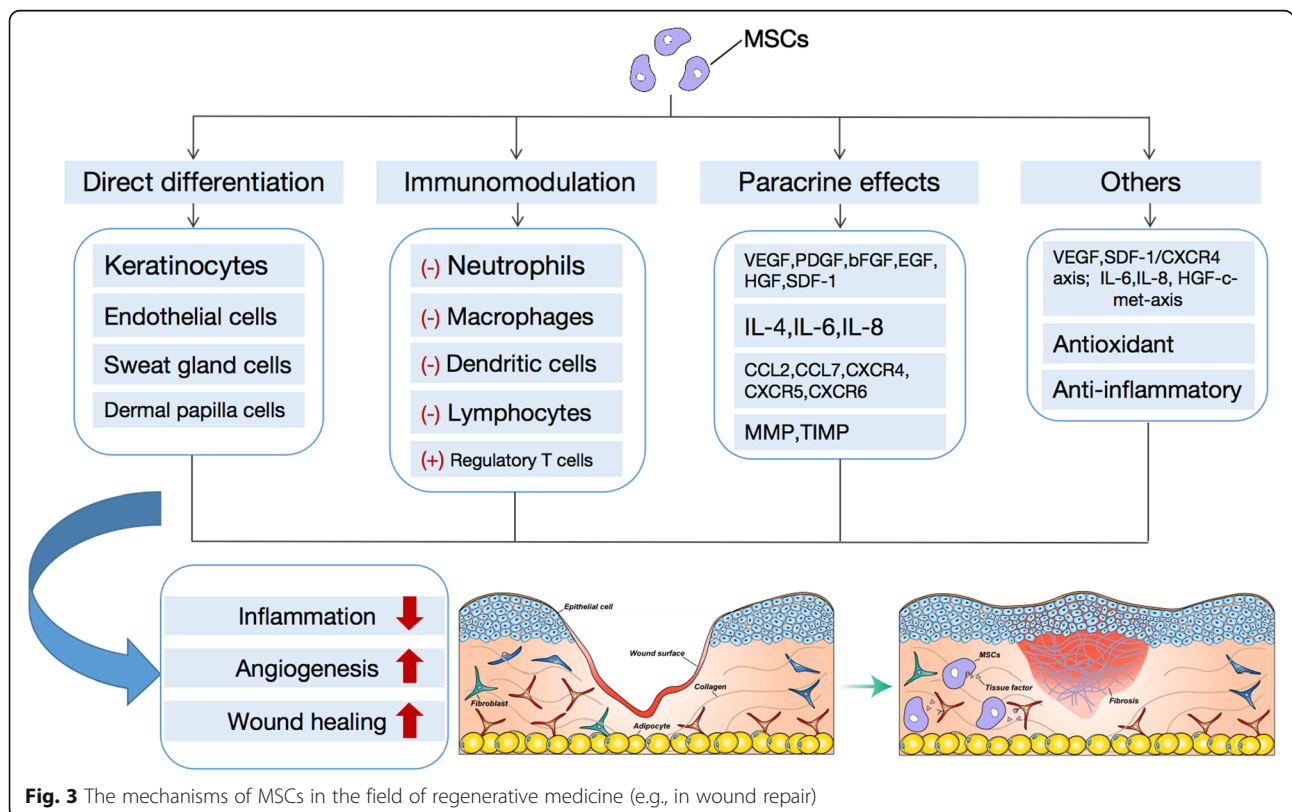 MSCs
Direct differentiation
Immunomodulation
Paracrine effects
Others
Keratinocytes
Endothelial cells
Sweat gland cells
Dermal papilla cells
(-) Neutrophils
(-) Macrophages
(-) Dendritic cells
(-) Lymphocytes
(+) Regulatory T cells
VEGF,PDGF,bFGF,EGF,
HGF,SDF-1
IL-4,IL-6,IL-8
CCL2,CCL7,CXCR4,
CXCR5,CXCR6
MMP,TIMP
VEGF,SDF-1/CXCR4
axis; IL-6,IL-8, HGF-c-
met-axis
Antioxidant
Anti-inflammatory
Inflammation
Angiogenesis
Wound healing
Epithelial cell
Wound surface
Collagen
Fibroblast
Adipocyte
MSCs
Tissue factor
Fibrosis
Fig. 3 The mechanisms of MSCs in the field of regenerative medicine (e.g., in wound repair)